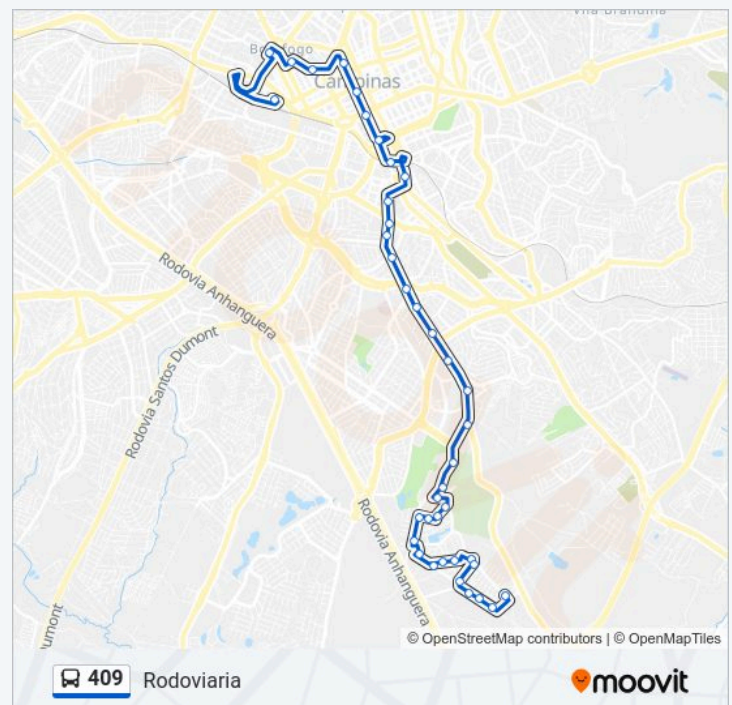 Vila Brandina
Botafogo
Campinas
Rodovia Anhanguera
Rodovia Santos Dumont
Rodovia Anhanguera
Dumont
© OpenStreetMap contributors | © OpenMapTiles
409 Rodoviaria
moovit